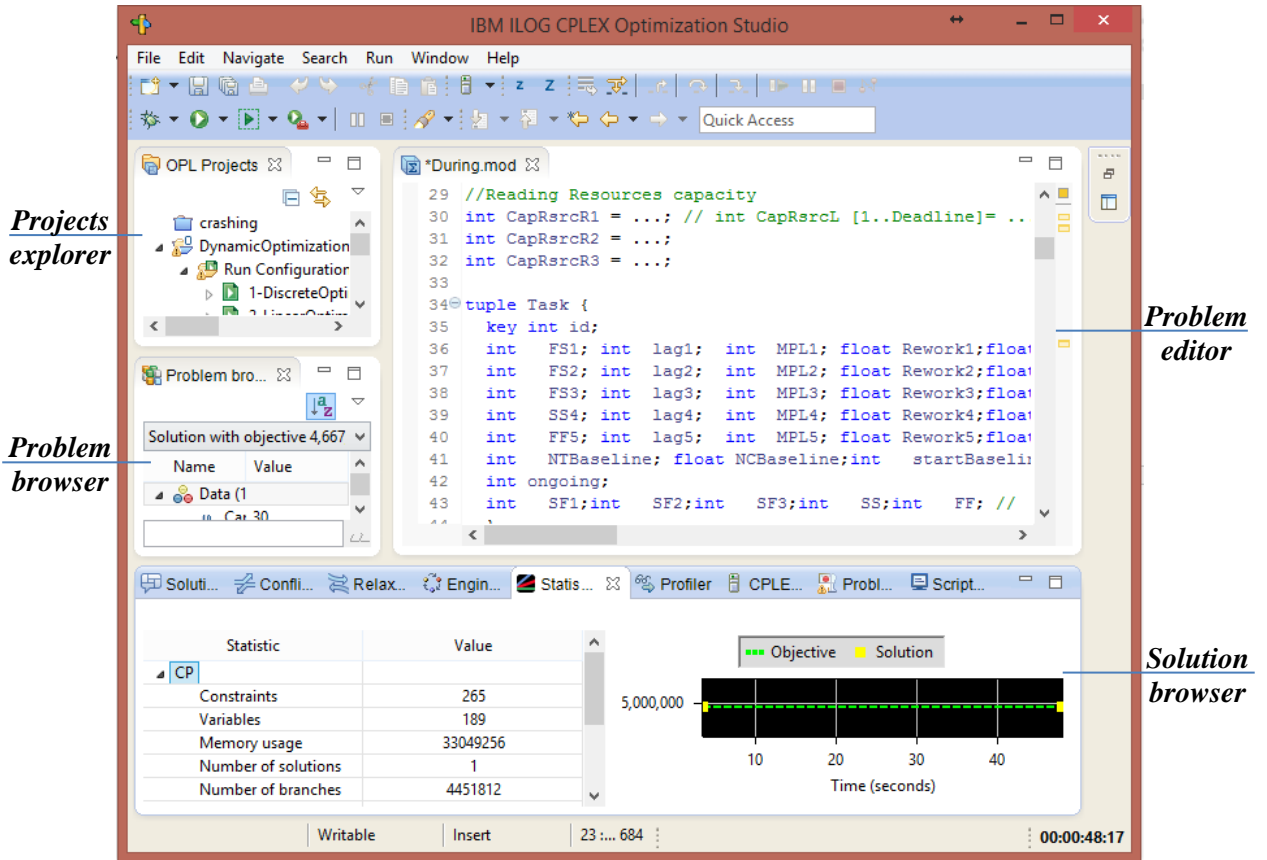 IBM ILOG CPLEX Optimization Studio
File Edit Navigate Search Run Window Help
Quick Access
OPL Projects
crashing
DynamicOptimization
Run Configuration
1-DiscreteOpti
Projects
explorer
Problem bro...
Solution with objective 4,667
Name Value
Data (1
30
Problem
browser
*During.mod
29 //Reading Resources capacity
30 int CapRsrcR1 = ...; // int CapRsrcL [1..Deadline]= ..
31 int CapRsrcR2 = ...;
32 int CapRsrcR3 = ...;
33
34 tuple Task {
35 key int id;
36 int FS1; int lag1; int MPL1; float Rework1;float
37 int FS2; int lag2; int MPL2; float Rework2;float
38 int FS3; int lag3; int MPL3; float Rework3;float
39 int SS4; int lag4; int MPL4; float Rework4;float
40 int FF5; int lag5; int MPL5; float Rework5;float
41 int NTBaseline; float NCBaseline;int startBaselin
42 int ongoing;
43 int SF1;int SF2;int SF3;int SS;int FF; //
Problem
editor
Soluti... Confli... Relax... Engin... Statis... Profiler CPLE... Probl... Script...
Statistic Value
CP
Constraints 265
Variables 189
Memory usage 33049256
Number of solutions 1
Number of branches 4451812
Objective Solution
5,000,000
10 20 30 40
Time (seconds)
Solution
browser
Writable Insert 23 :... 684 00:00:48:17